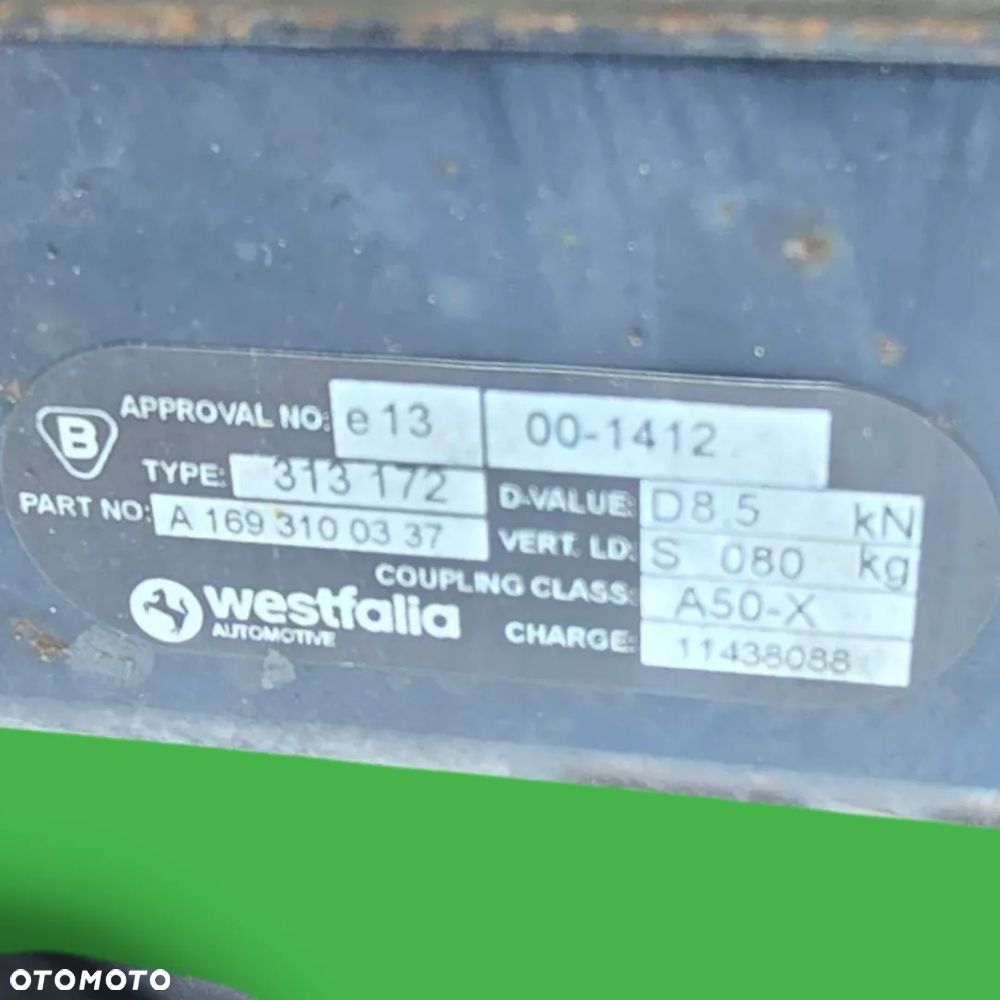 B
APPROVAL NO: e 13 00-1412
TYPE: 313 172
D-VALUE: D8.5 kN
PART NO: A 169 310 03 37
VERT. LD: S 080 kg
COUPLING CLASS: A50-X
westfalia
AUTOMOTIVE
CHARGE: 11438088
OTOMOTO